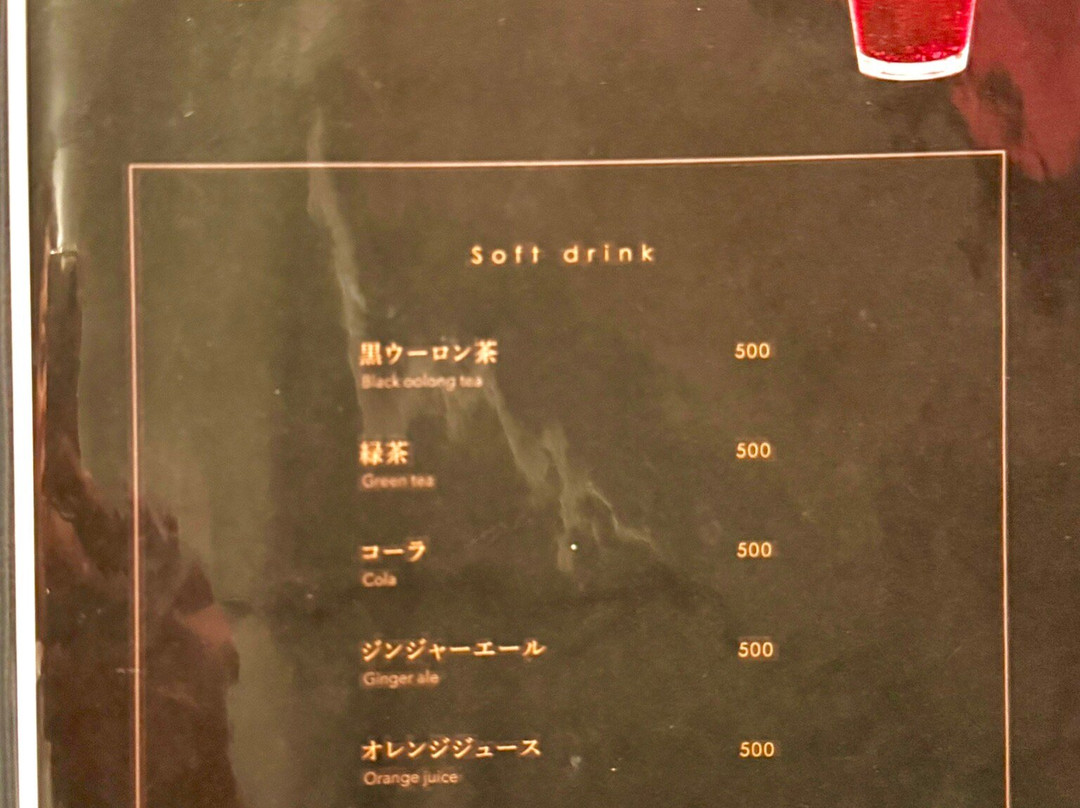 Soft drink
黒ウーロン茶 500
Black oolong tea
緑茶 500
Green tea
コーラ 500
Cola
ジンジャーエール 500
Ginger ale
オレンジジュース 500
Orange juice